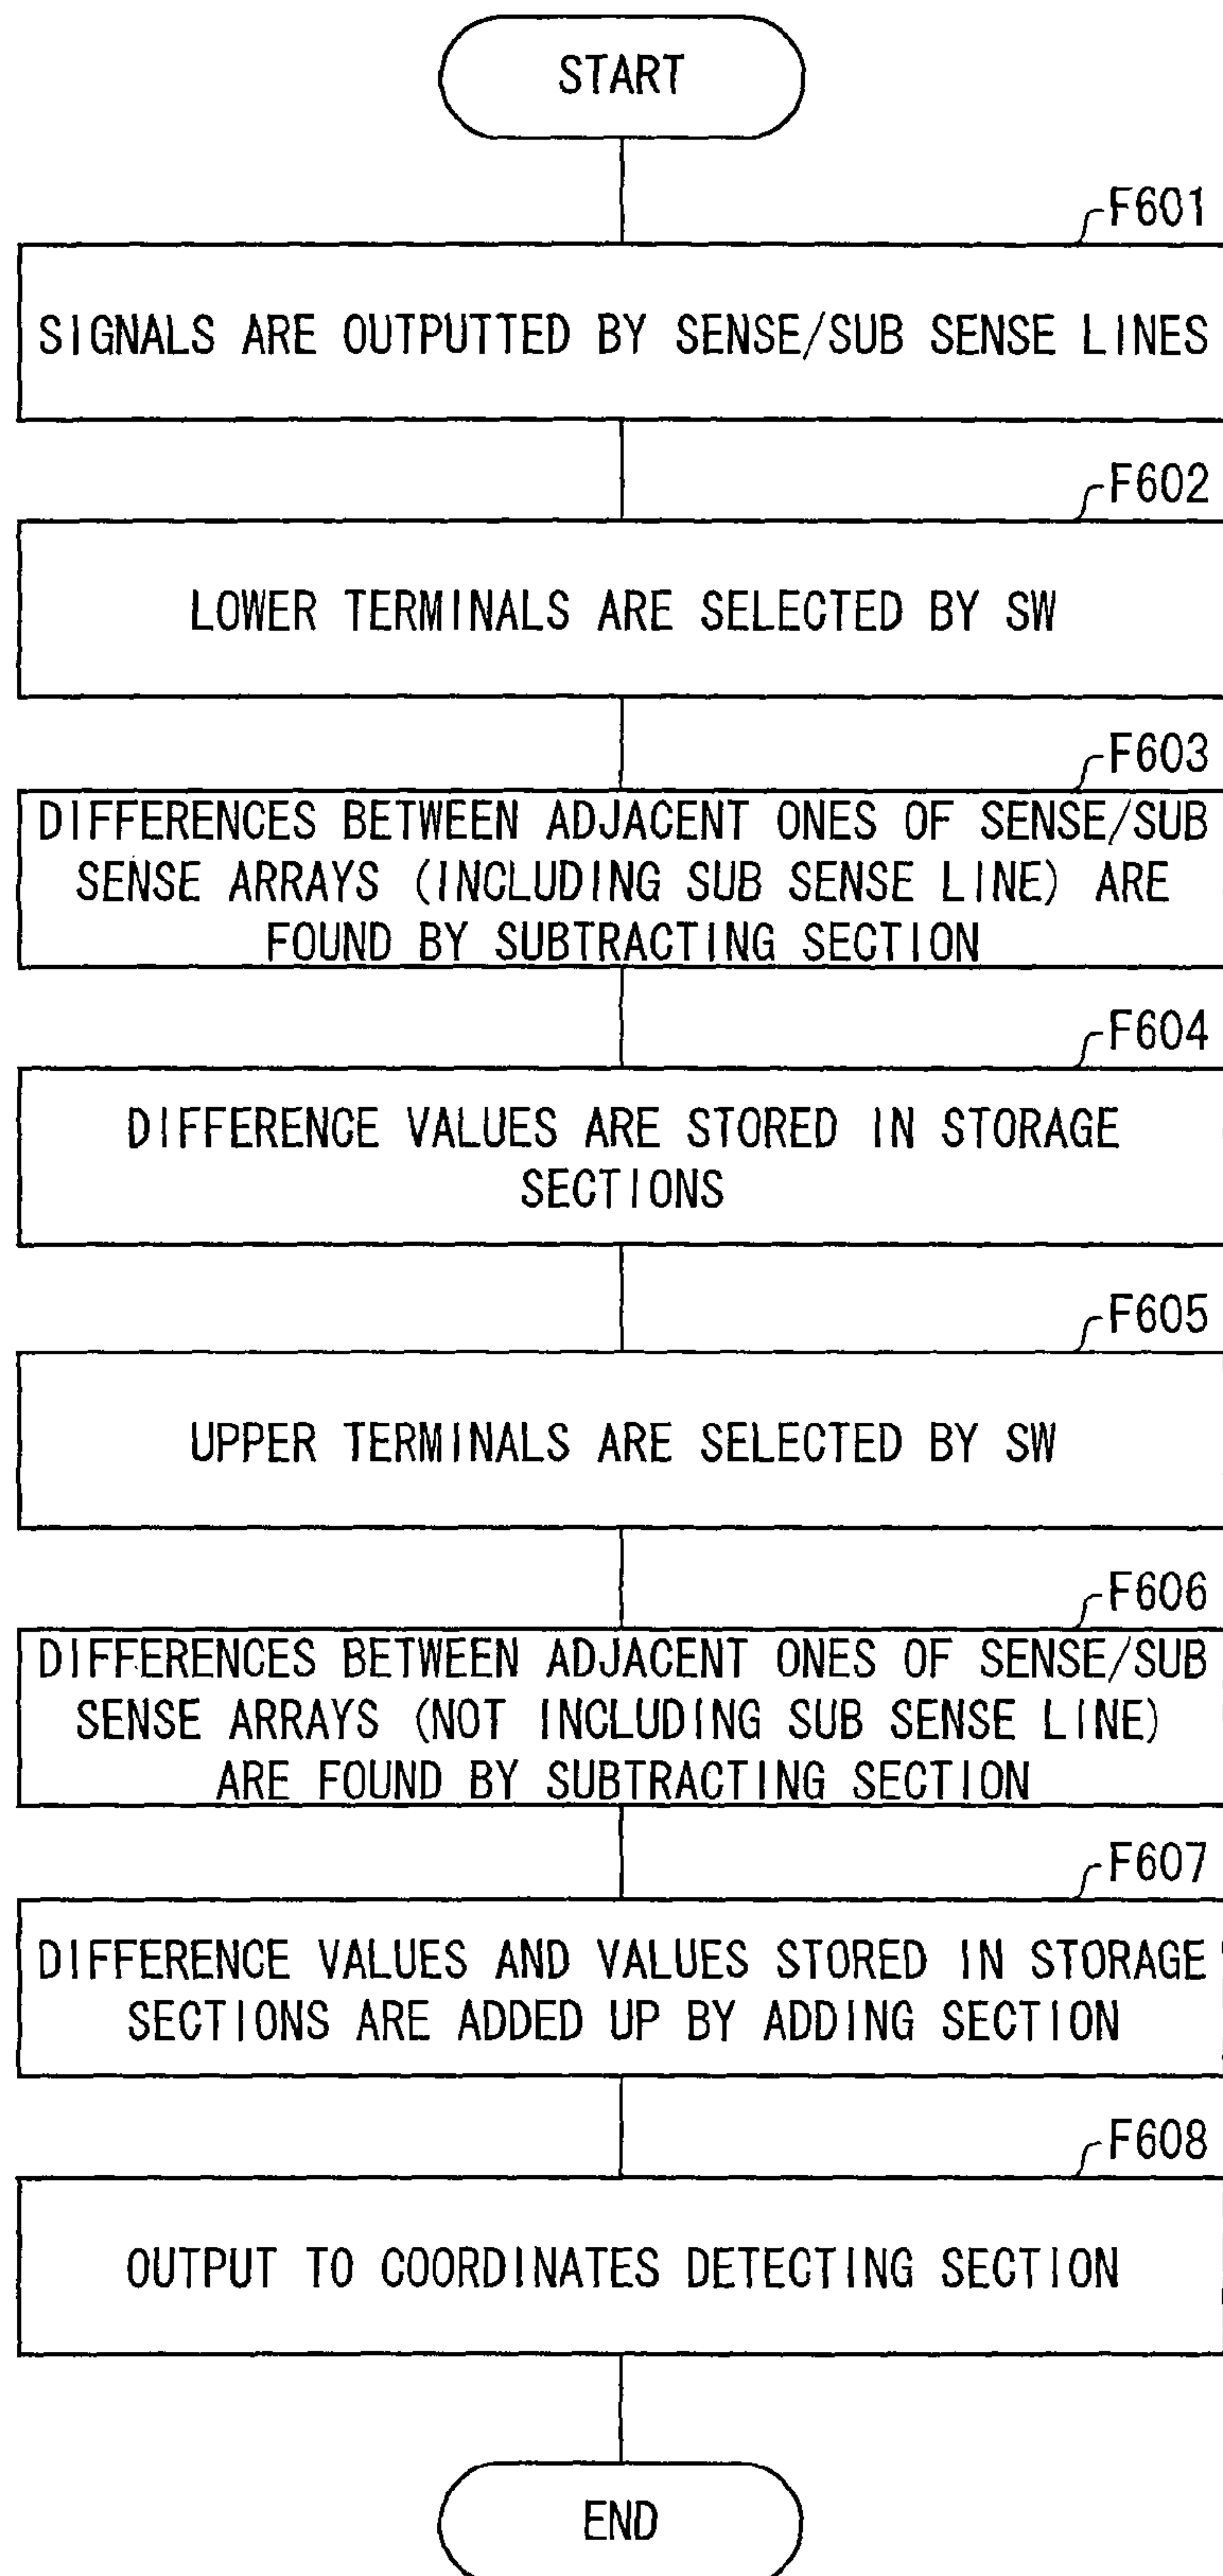 START
F601
SIGNALS ARE OUTPUTTED BY SENSE/SUB SENSE LINES
F602
LOWER TERMINALS ARE SELECTED BY SW
F603
DIFFERENCES BETWEEN ADJACENT ONES OF SENSE/SUB
SENSE ARRAYS (INCLUDING SUB SENSE LINE) ARE
FOUND BY SUBTRACTING SECTION
F604
DIFFERENCE VALUES ARE STORED IN STORAGE
SECTIONS
F605
UPPER TERMINALS ARE SELECTED BY SW
F606
DIFFERENCES BETWEEN ADJACENT ONES OF SENSE/SUB
SENSE ARRAYS (NOT INCLUDING SUB SENSE LINE)
ARE FOUND BY SUBTRACTING SECTION
F607
DIFFERENCE VALUES AND VALUES STORED IN STORAGE
SECTIONS ARE ADDED UP BY ADDING SECTION
F608
OUTPUT TO COORDINATES DETECTING SECTION
END